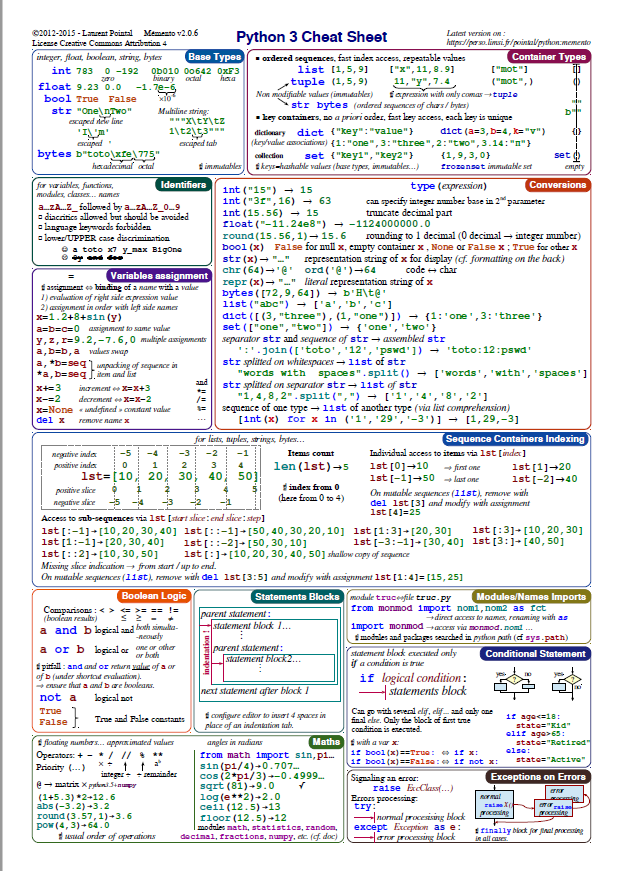 ©2012-2015 - Laurent Pointal Mémento v2.0.6
License Creative Commons Attribution 4
Python 3 Cheat Sheet
Latest version on :
https://perso.limsi.fr/pointal/python:memento
integer, float, boolean, string, bytes
Base Types
int 783 0 -192 0b010 0o642 0xF3
zero binary octal hexa
float 9.23 0.0 -1.7e-6
×10⁻⁶
bool True False
str "One\nTwo"
escaped new line
'I\'m'
escaped '
Multiline string:
"""X\tY\tZ
1\t2\t3"""
escaped tab
bytes b"toto\xfe\775"
hexadecimal octal
immutables
Container Types
▪ ordered sequences, fast index access, repeatable values
list [1,5,9] ["x",11,8.9] ["mot"] []
tuple (1,5,9) 11,"y",7.4 ("mot",) ()
Non modifiable values (immutables) expression with only comas →tuple
str bytes (ordered sequences of chars / bytes)
""
b""
▪ key containers, no a priori order, fast key access, each key is unique
dictionary dict {"key":"value"} dict(a=3,b=4,k="v") {}
(key/value associations) {1:"one",3:"three",2:"two",3.14:"π"}
collection set {"key1","key2"} {1,9,3,0} set()
keys=hashable values (base types, immutables…) frozenset immutable set empty
for variables, functions,
modules, classes… names
Identifiers
a…zA…Z_ followed by a…zA…Z_0…9
▫ diacritics allowed but should be avoided
▫ language keywords forbidden
▫ lower/UPPER case discrimination
☺ a toto x7 y_max BigOne
☹ 8y and for
=
Variables assignment
assignment ⇔ binding of a name with a value
1) evaluation of right side expression value
2) assignment in order with left side names
x=1.2+8+sin(y)
a=b=c=0 assignment to same value
y,z,r=9.2,-7.6,0 multiple assignments
a,b=b,a values swap
a,*b=seq
*a,b=seq
unpacking of sequence in
item and list
x+=3 increment ⇔ x=x+3
x-=2 decrement ⇔ x=x-2
x=None « undefined » constant value
del x remove name x
and
*=
/=
%=
…
Conversions
int("15") → 15 type(expression)
int("3f",16) → 63 can specify integer number base in 2nd parameter
int(15.56) → 15 truncate decimal part
float("-11.24e8") → -1124000000.0
round(15.56,1)→ 15.6 rounding to 1 decimal (0 decimal → integer number)
bool(x) False for null x, empty container x , None or False x ; True for other x
str(x)→ "…" representation string of x for display (cf. formatting on the back)
chr(64)→'@' ord('@')→64 code ↔ char
repr(x)→ "…" literal representation string of x
bytes([72,9,64]) → b'H\t@'
list("abc") → ['a','b','c']
dict([(3,"three"),(1,"one")]) → {1:'one',3:'three'}
set(["one","two"]) → {'one','two'}
separator str and sequence of str → assembled str
':'.join(['toto','12','pswd']) → 'toto:12:pswd'
str splitted on whitespaces → list of str
"words with spaces".split() → ['words','with','spaces']
str splitted on separator str → list of str
"1,4,8,2".split(",") → ['1','4','8','2']
sequence of one type → list of another type (via list comprehension)
[int(x) for x in ('1','29','-3')] → [1,29,-3]
for lists, tuples, strings, bytes…
Sequence Containers Indexing
negative index -5 -4 -3 -2 -1
positive index 0 1 2 3 4
lst=[10, 20, 30, 40, 50]
positive slice 0 1 2 3 4 5
negative slice -5 -4 -3 -2 -1
Items count
len(lst)→5
index from 0
(here from 0 to 4)
Individual access to items via lst[index]
lst[0]→10 ⇒ first one lst[1]→20
lst[-1]→50 ⇒ last one lst[-2]→40
On mutable sequences (list), remove with
del lst[3] and modify with assignment
lst[4]=25
Access to sub-sequences via lst[start slice:end slice:step]
lst[:-1]→[10,20,30,40] lst[::-1]→[50,40,30,20,10] lst[1:3]→[20,30] lst[:3]→[10,20,30]
lst[1:-1]→[20,30,40] lst[::-2]→[50,30,10] lst[-3:-1]→[30,40] lst[3:]→[40,50]
lst[::2]→[10,30,50] lst[:]→[10,20,30,40,50] shallow copy of sequence
Missing slice indication → from start / up to end.
On mutable sequences (list), remove with del lst[3:5] and modify with assignment lst[1:4]=[15,25]
Boolean Logic
Comparisons : < > <= >= == !=
(boolean results) ≤ ≥ = ≠
a and b logical and both simulta-
-neously
a or b logical or one or other
or both
pitfall : and and or return value of a or
of b (under shortcut evaluation).
⇒ ensure that a and b are booleans.
not a logical not
True
False
True and False constants
Statements Blocks
parent statement :
statement block 1…
⋮
parent statement :
statement block2…
⋮
next statement after block 1
indentation !
configure editor to insert 4 spaces in
place of an indentation tab.
module truc⇔file truc.py
Modules/Names Imports
from monmod import nom1,nom2 as fct
→direct access to names, renaming with as
import monmod →access via monmod.nom1 …
modules and packages searched in python path (cf sys.path)
statement block executed only
if a condition is true
Conditional Statement
if logical condition:
statements block
yes ? no yes ? no
Can go with several elif, elif... and only one
final else. Only the block of first true
condition is executed.
with a var x:
if bool(x)==True: ⇔ if x:
if bool(x)==False: ⇔ if not x:
if age<=18:
state="Kid"
elif age>65:
state="Retired"
else:
state="Active"
floating numbers… approximated values
angles in radians
Maths
Operators: + - * / // % **
Priority (…) × ÷ aᵇ
integer ÷ ÷ remainder
@ → matrix × python3.5+numpy
(1+5.3)*2→12.6
abs(-3.2)→3.2
round(3.57,1)→3.6
pow(4,3)→64.0
usual order of operations
from math import sin,pi…
sin(pi/4)→0.707…
cos(2*pi/3)→-0.4999…
sqrt(81)→9.0 √
log(e**2)→2.0
ceil(12.5)→13
floor(12.5)→12
modules math, statistics, random,
decimal, fractions, numpy, etc. (cf. doc)
Signaling an error:
Exceptions on Errors
raise ExcClass(…)
Errors processing:
try:
normal procesising block
except Exception as e:
error processing block
normal
raise X()
processing
error
processing
error raise
processing
finally block for final processing
in all cases.